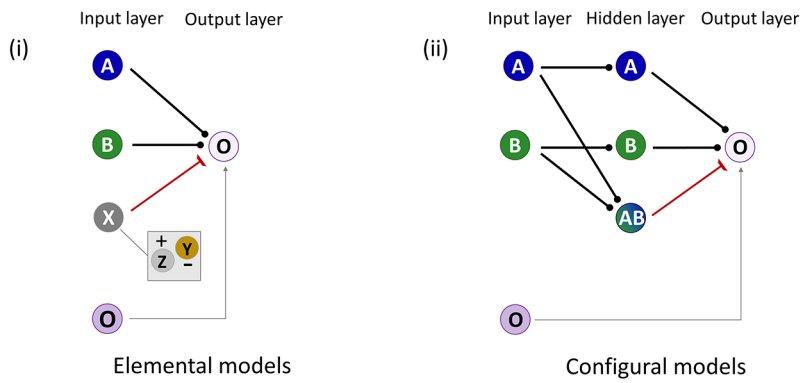 Input layer Output layer
(i)
A
B
O
X
+
Y
Z
−
O
Elemental models
Input layer Hidden layer Output layer
(ii)
A A
B B O
AB
O
Configural models